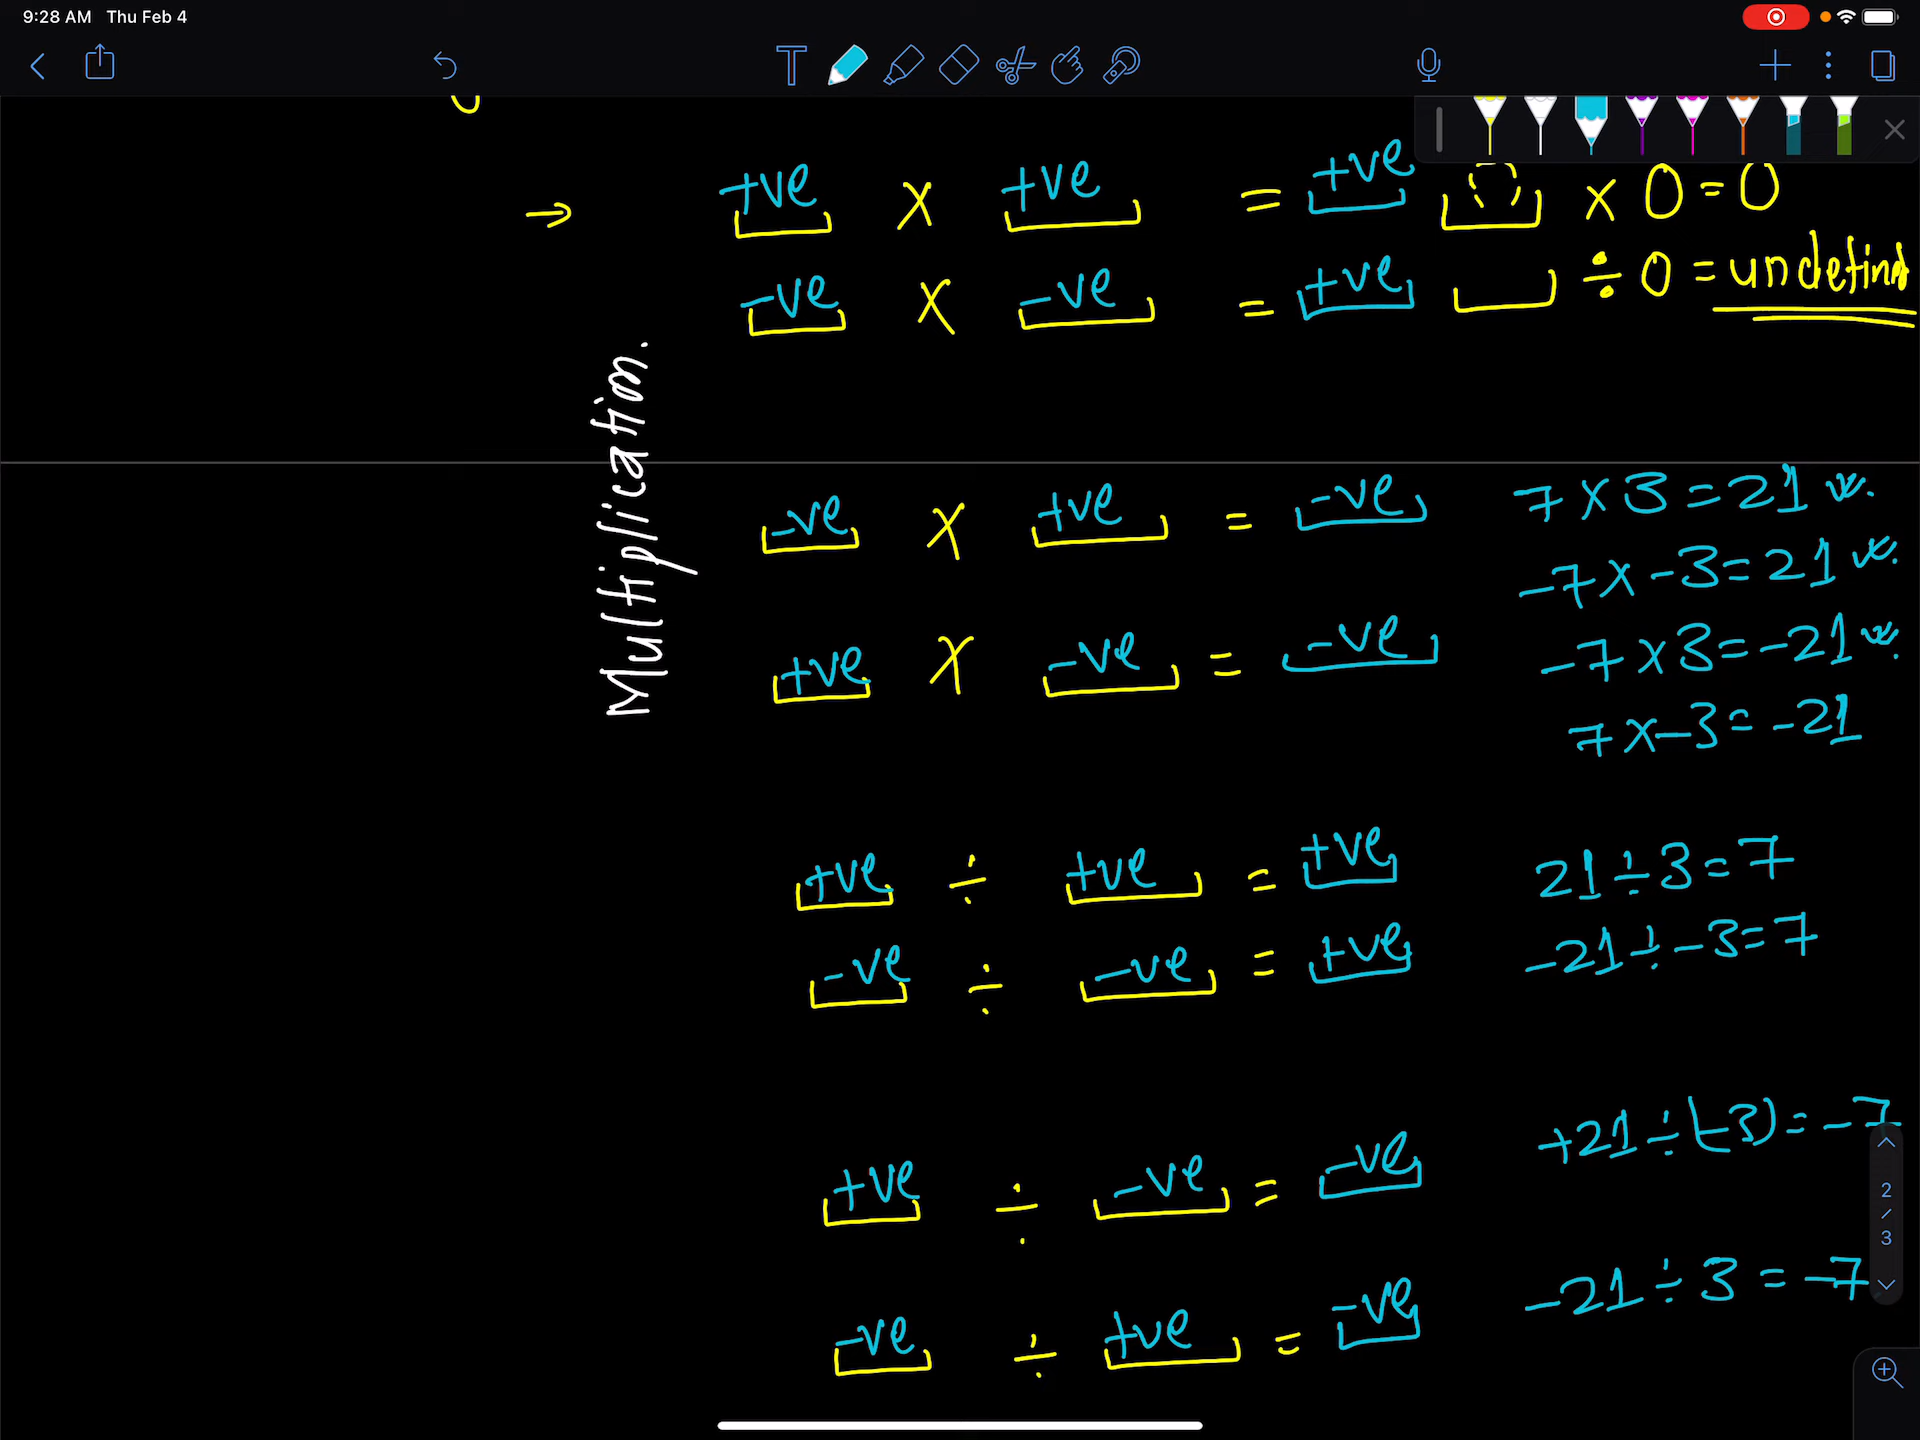 9:28 AM Thu Feb 4
+ve × +ve = +ve × 0 = 0
-ve × -ve = +ve ÷ 0 = undefined
Multiplication.
-ve × +ve = -ve 7 × 3 = 21
-7 × -3 = 21
+ve × -ve = -ve -7 × 3 = -21
7 × -3 = -21
+ve ÷ +ve = +ve 21 ÷ 3 = 7
-ve ÷ -ve = +ve -21 ÷ -3 = 7
+ve ÷ -ve = -ve +21 ÷ (-3) = -7
-ve ÷ +ve = -ve -21 ÷ 3 = -7
2 / 3